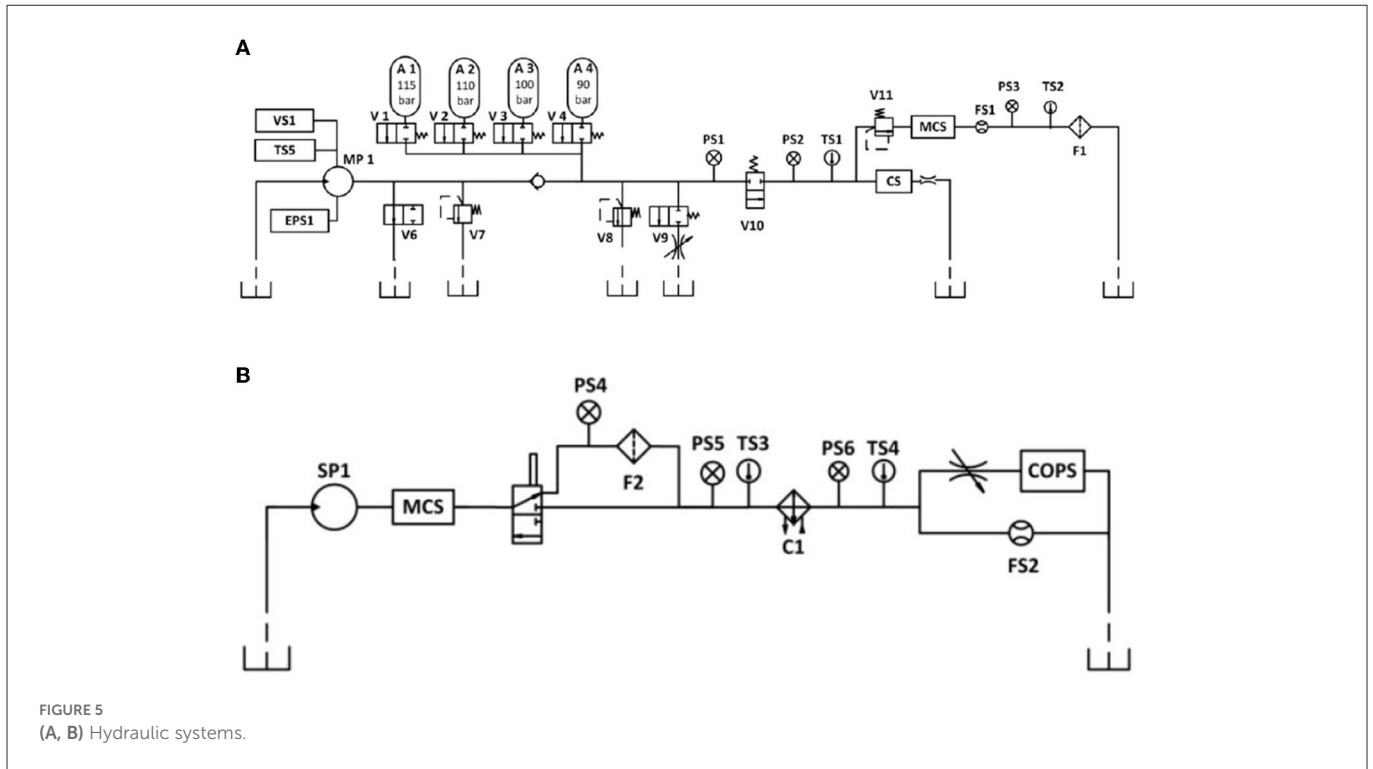 A
A 1
115
bar
A 2
110
bar
A 3
100
bar
A 4
90
bar
V 1
V 2
V 3
V 4
VS1
TS5
MP 1
EPS1
V6
V7
V8
V9
PS1
V10
PS2
TS1
V11
MCS
FS1
PS3
TS2
F1
CS
B
SP1
MCS
PS4
F2
PS5
TS3
C1
PS6
TS4
COPS
FS2
FIGURE 5
(A, B) Hydraulic systems.